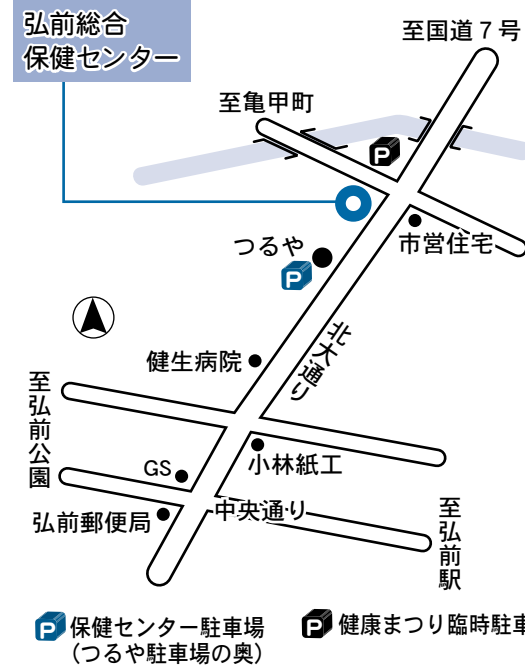 弘前総合
保健センター
至国道7号
至亀甲町
P
つるや
P
市営住宅
北大通り
健生病院
至弘前公園
GS
小林紙工
弘前郵便局
中央通り
至弘前駅
P 保健センター駐車場
(つるや駐車場の奥)
P 健康まつり臨時駐車